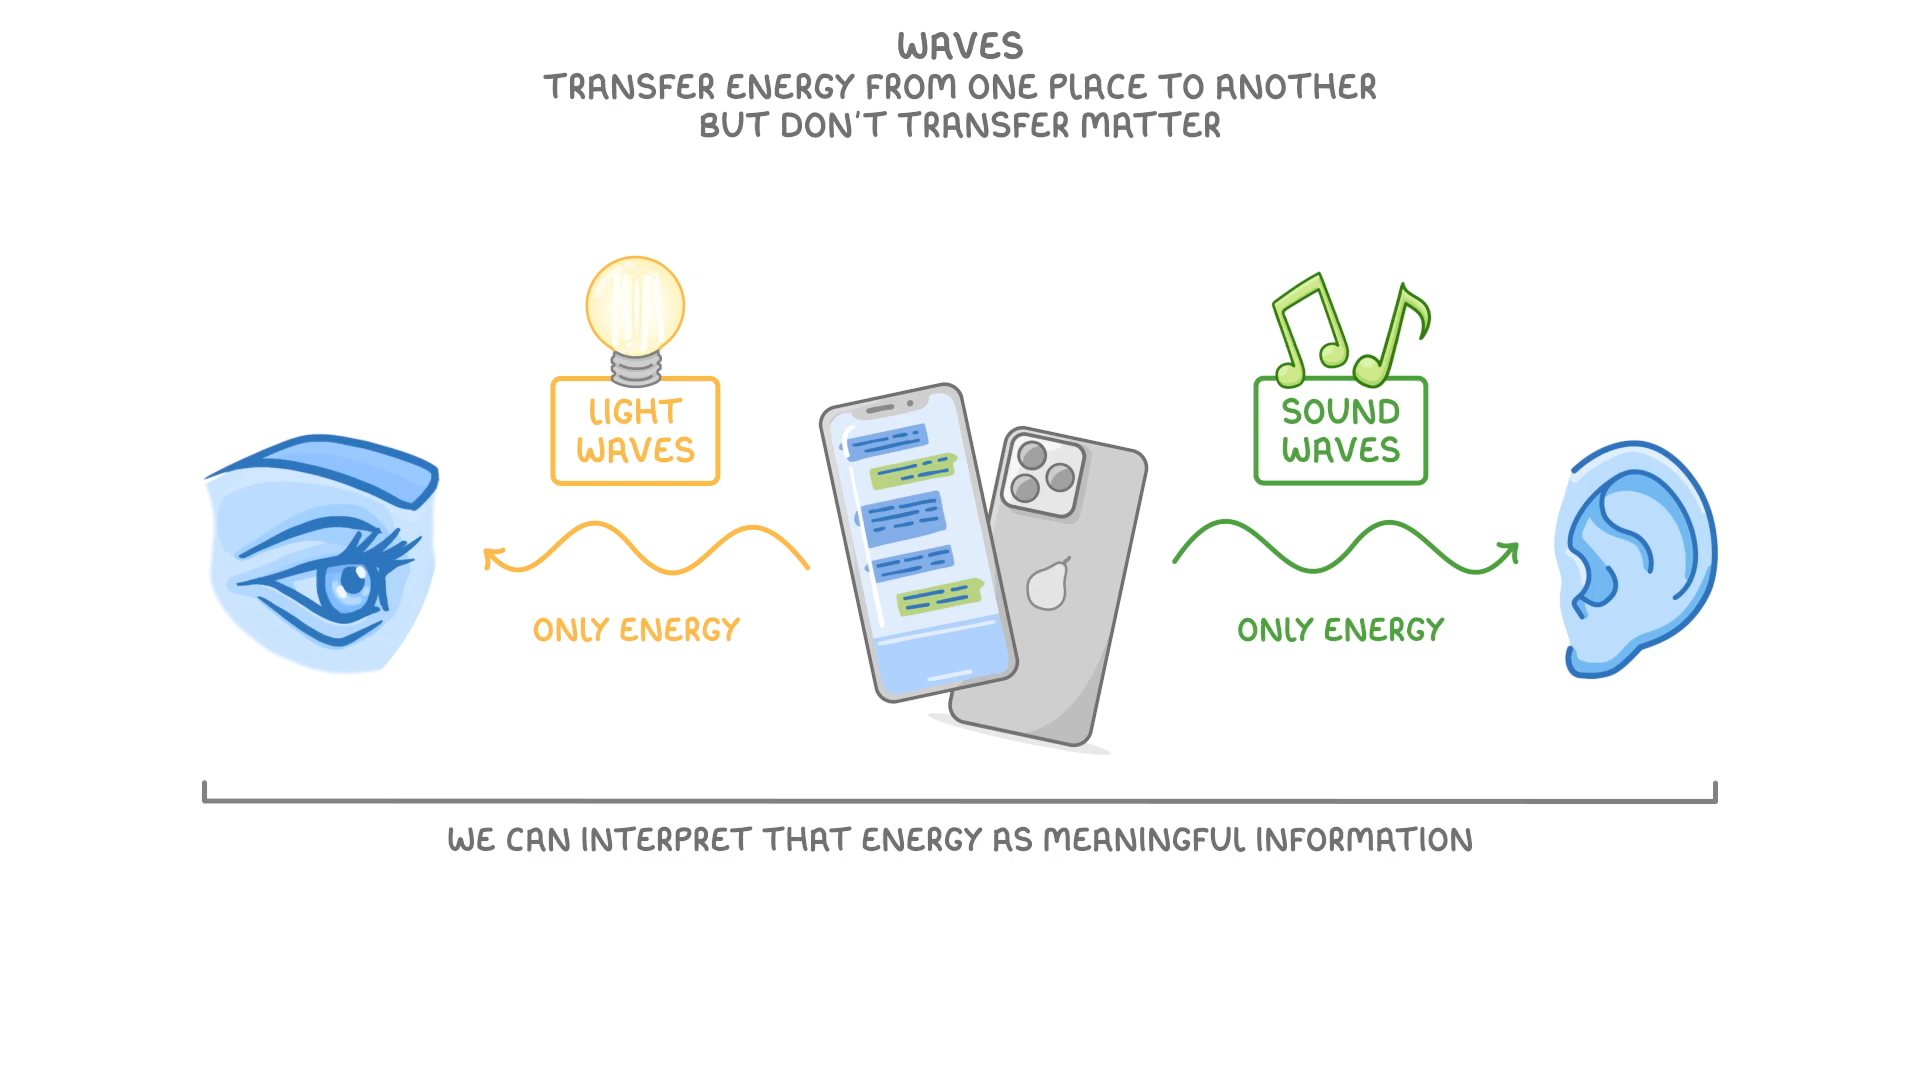 WAVES
TRANSFER ENERGY FROM ONE PLACE TO ANOTHER
BUT DON'T TRANSFER MATTER
LIGHT
WAVES
SOUND
WAVES
ONLY ENERGY
ONLY ENERGY
WE CAN INTERPRET THAT ENERGY AS MEANINGFUL INFORMATION